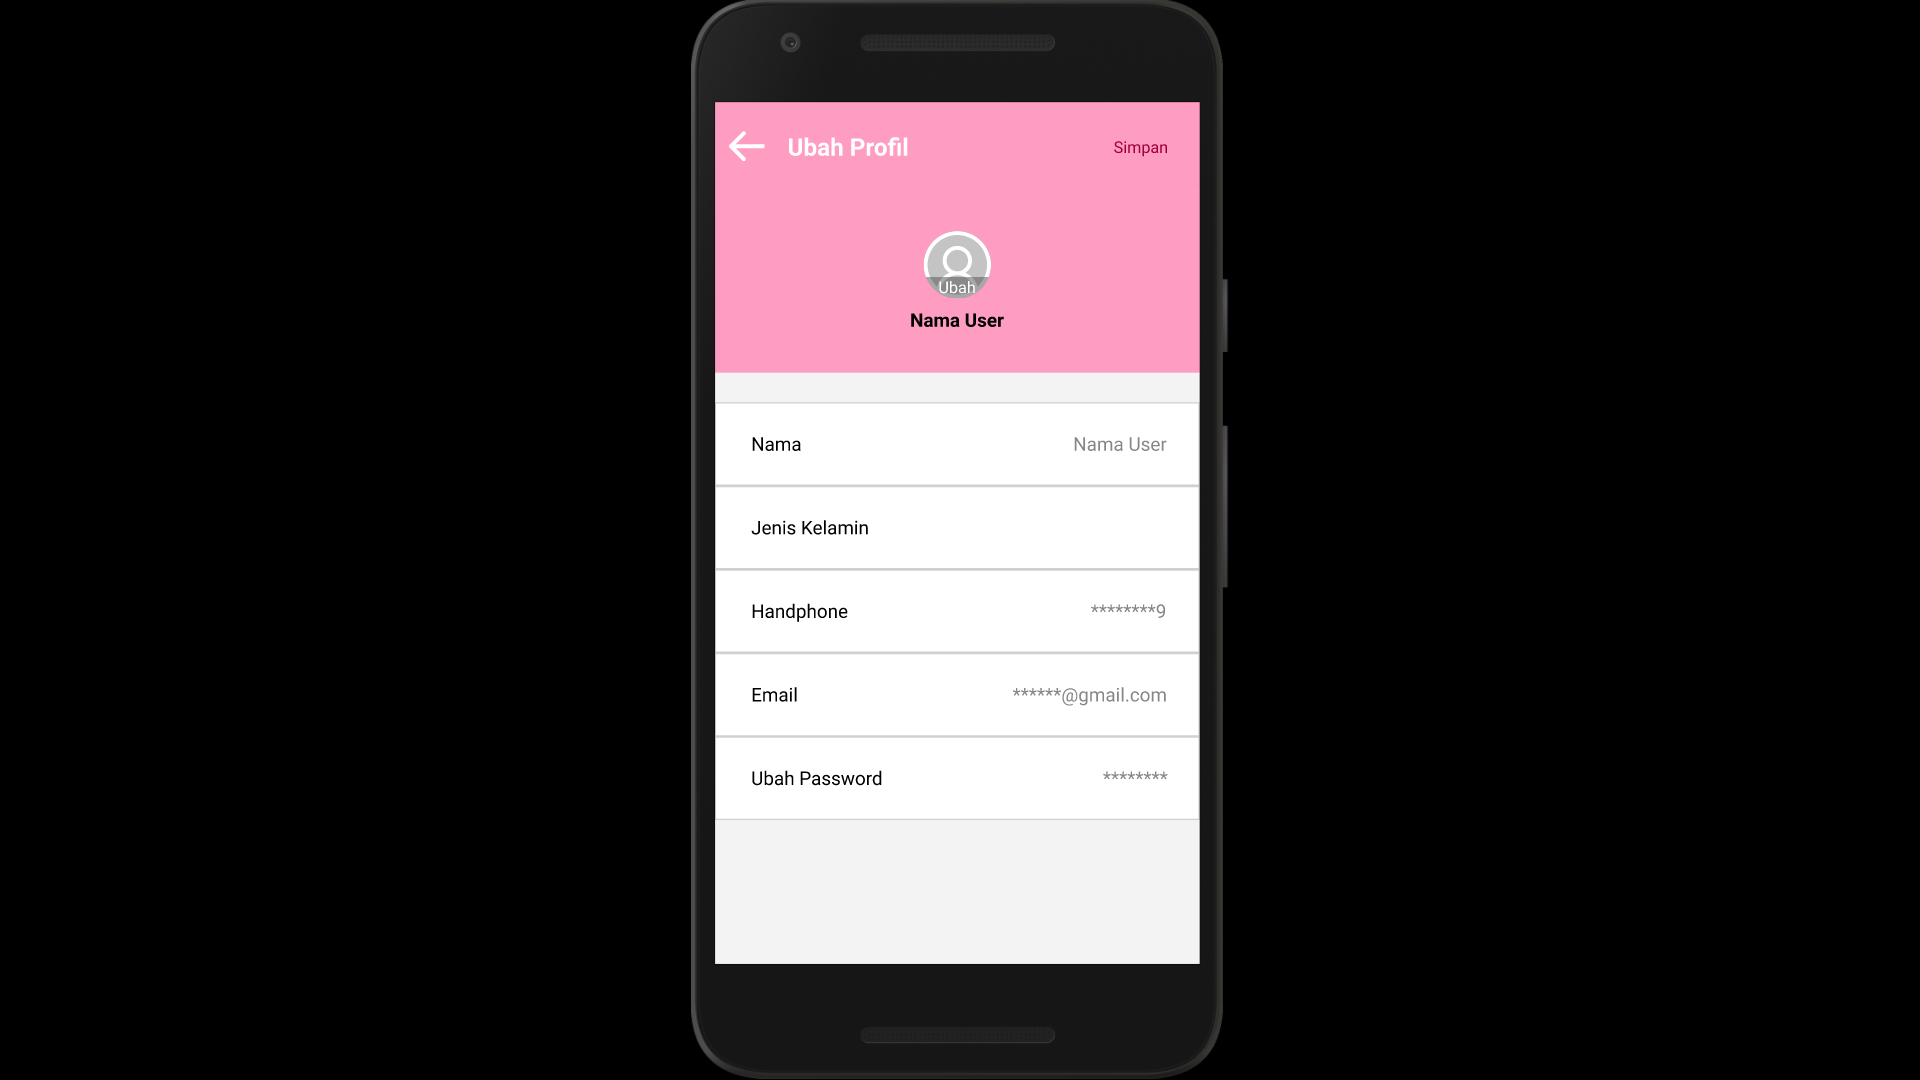 Ubah Profil
Simpan
Ubah
Nama User
Nama Nama User
Jenis Kelamin
Handphone ********9
Email ******@gmail.com
Ubah Password ********